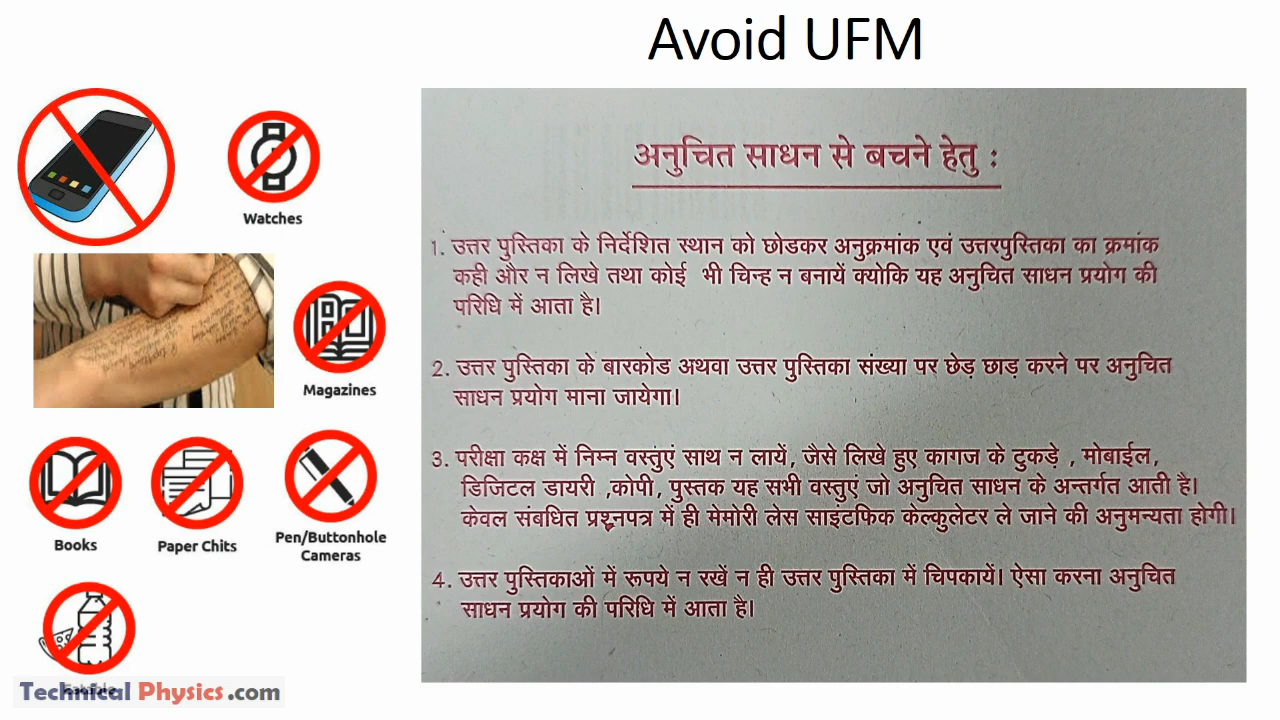 Avoid UFM
Watches
Magazines
Books
Paper Chits
Pen/Buttonhole
Cameras
Technical Physics.com
अनुचित साधन से बचने हेतु :
1. उत्तर पुस्तिका के निर्देशित स्थान को छोडकर अनुक्रमांक एवं उत्तरपुस्तिका का क्रमांक
कही और न लिखे तथा कोई भी चिन्ह न बनायें क्योकि यह अनुचित साधन प्रयोग की
परिधि में आता है।
2. उत्तर पुस्तिका के बारकोड अथवा उत्तर पुस्तिका संख्या पर छेड़ छाड़ करने पर अनुचित
साधन प्रयोग माना जायेगा।
3. परीक्षा कक्ष में निम्न वस्तुंएं साथ न लायें, जैसे लिखे हुए कागज के टुकड़े , मोबाईल,
डिजिटल डायरी ,कोपी, पुस्तक यह सभी वस्तुएं जो अनुचित साधन के अन्तर्गत आती है।
केवल संबधित प्रश्नपत्र में ही मेमोरी लेस साइंटफिक केल्कुलेटर ले जाने की अनुमन्यता होगी।
4. उत्तर पुस्तिकाओं में रूपये न रखें न ही उत्तर पुस्तिका में चिपकायें। ऐसा करना अनुचित
साधन प्रयोग की परिधि में आता है।